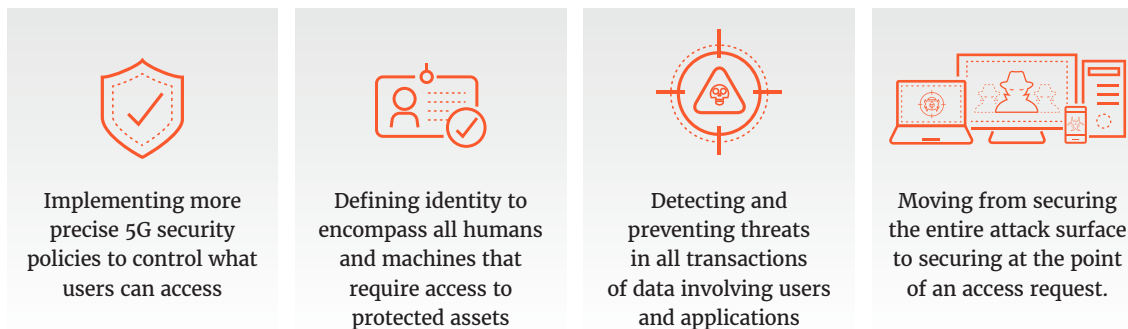 Implementing more
precise 5G security
policies to control what
users can access
Defining identity to
encompass all humans
and machines that
require access to
protected assets
Detecting and
preventing threats
in all transactions
of data involving users
and applications
Moving from securing
the entire attack surface
to securing at the point
of an access request.